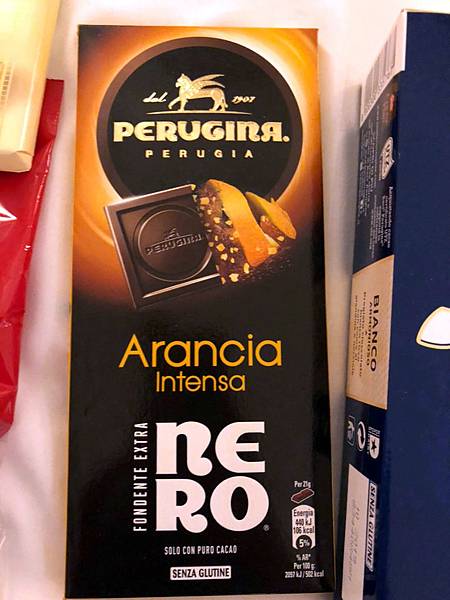 dal 1907
PERUGINA.
PERUGIA
PERUGINA
Arancia
Intensa
FONDENTE EXTRA
NERO®
SOLO CON PURO CACAO
SENZA GLUTINE
Per 21g
Energia
440 kJ
106 kcal
5%
% AR*
Per 100g:
2097 kJ / 502 kcal
BIANCO
SENZA GLUTINE